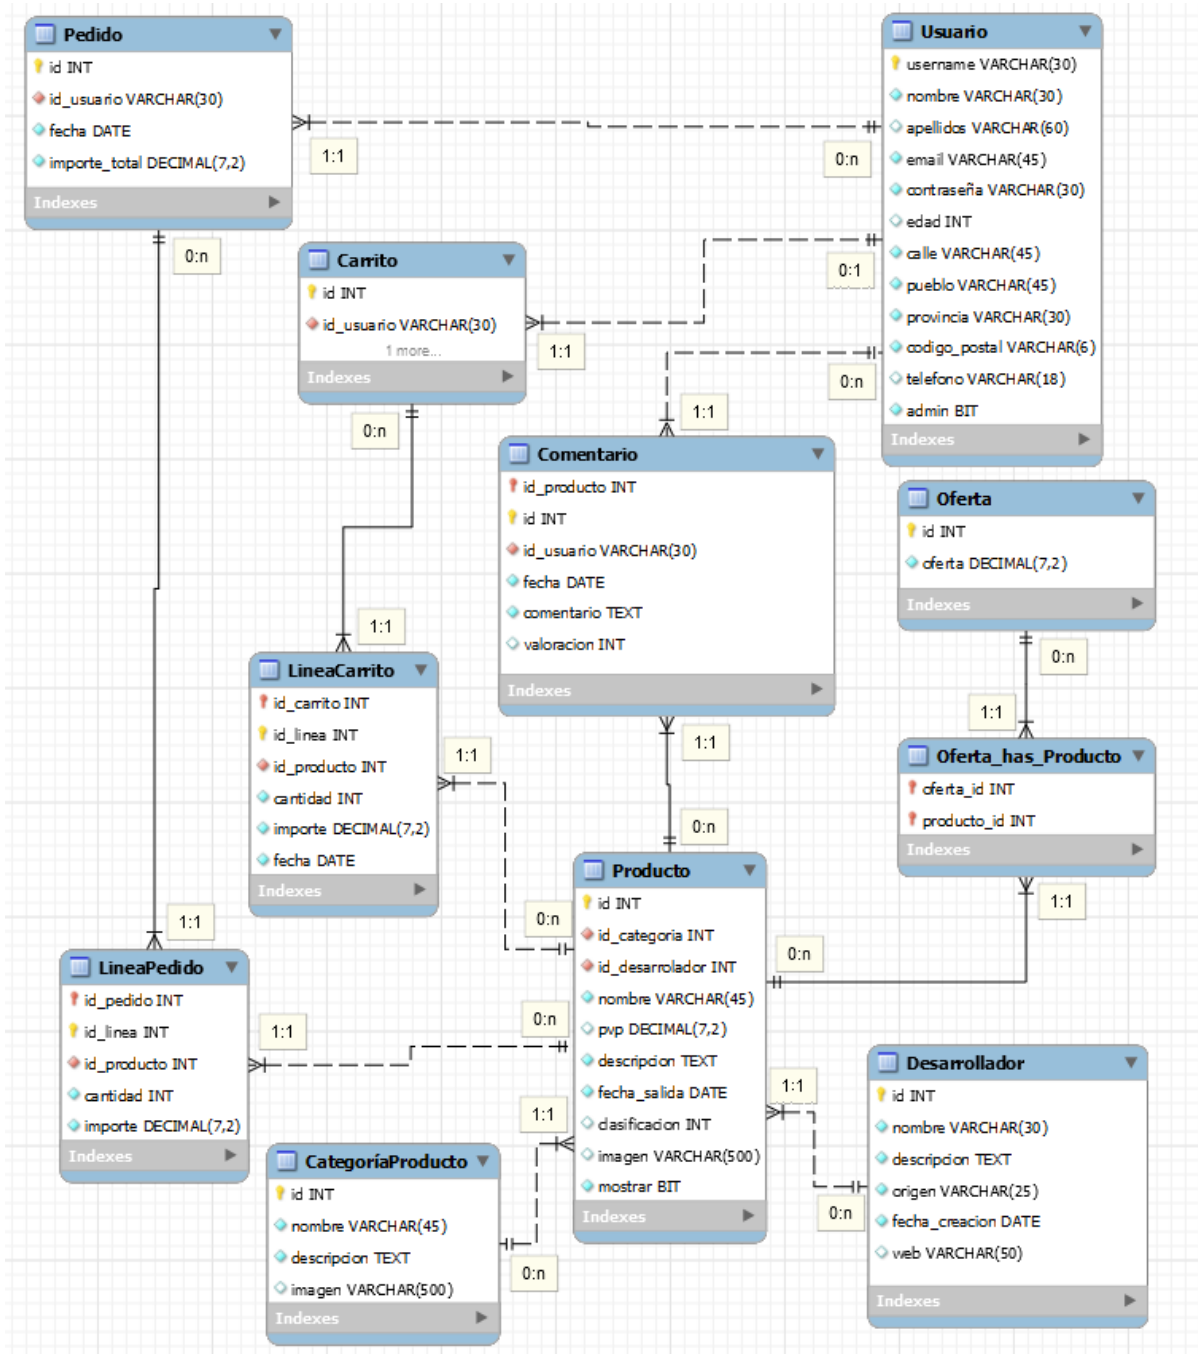 Pedido
id INT
id_usuario VARCHAR(30)
fecha DATE
importe_total DECIMAL(7,2)
Indexes
1:1
0:n
Usuario
username VARCHAR(30)
nombre VARCHAR(30)
apellidos VARCHAR(60)
email VARCHAR(45)
contraseña VARCHAR(30)
edad INT
calle VARCHAR(45)
pueblo VARCHAR(45)
provincia VARCHAR(30)
codigo_postal VARCHAR(6)
telefono VARCHAR(18)
admin BIT
Indexes
0:n
0:1
0:n
Carrito
id INT
id_usuario VARCHAR(30)
1 more...
Indexes
1:1
0:n
1:1
Comentario
id_producto INT
id INT
id_usuario VARCHAR(30)
fecha DATE
comentario TEXT
valoracion INT
Indexes
1:1
0:n
Oferta
id INT
oferta DECIMAL(7,2)
Indexes
0:n
1:1
1:1
LineaCarrito
id_carrito INT
id_linea INT
id_producto INT
cantidad INT
importe DECIMAL(7,2)
fecha DATE
Indexes
1:1
Oferta_has_Producto
oferta_id INT
producto_id INT
Indexes
1:1
0:n
Producto
id INT
id_categoria INT
id_desarrolador INT
nombre VARCHAR(45)
pvp DECIMAL(7,2)
descripcion TEXT
fecha_salida DATE
clasificacion INT
imagen VARCHAR(500)
mostrar BIT
Indexes
0:n
0:n
1:1
LineaPedido
id_pedido INT
id_linea INT
id_producto INT
cantidad INT
importe DECIMAL(7,2)
Indexes
1:1
1:1
1:1
CategoríaProducto
id INT
nombre VARCHAR(45)
descripcion TEXT
imagen VARCHAR(500)
Indexes
0:n
Desarrollador
id INT
nombre VARCHAR(30)
descripcion TEXT
origen VARCHAR(25)
fecha_creacion DATE
web VARCHAR(50)
Indexes
0:n